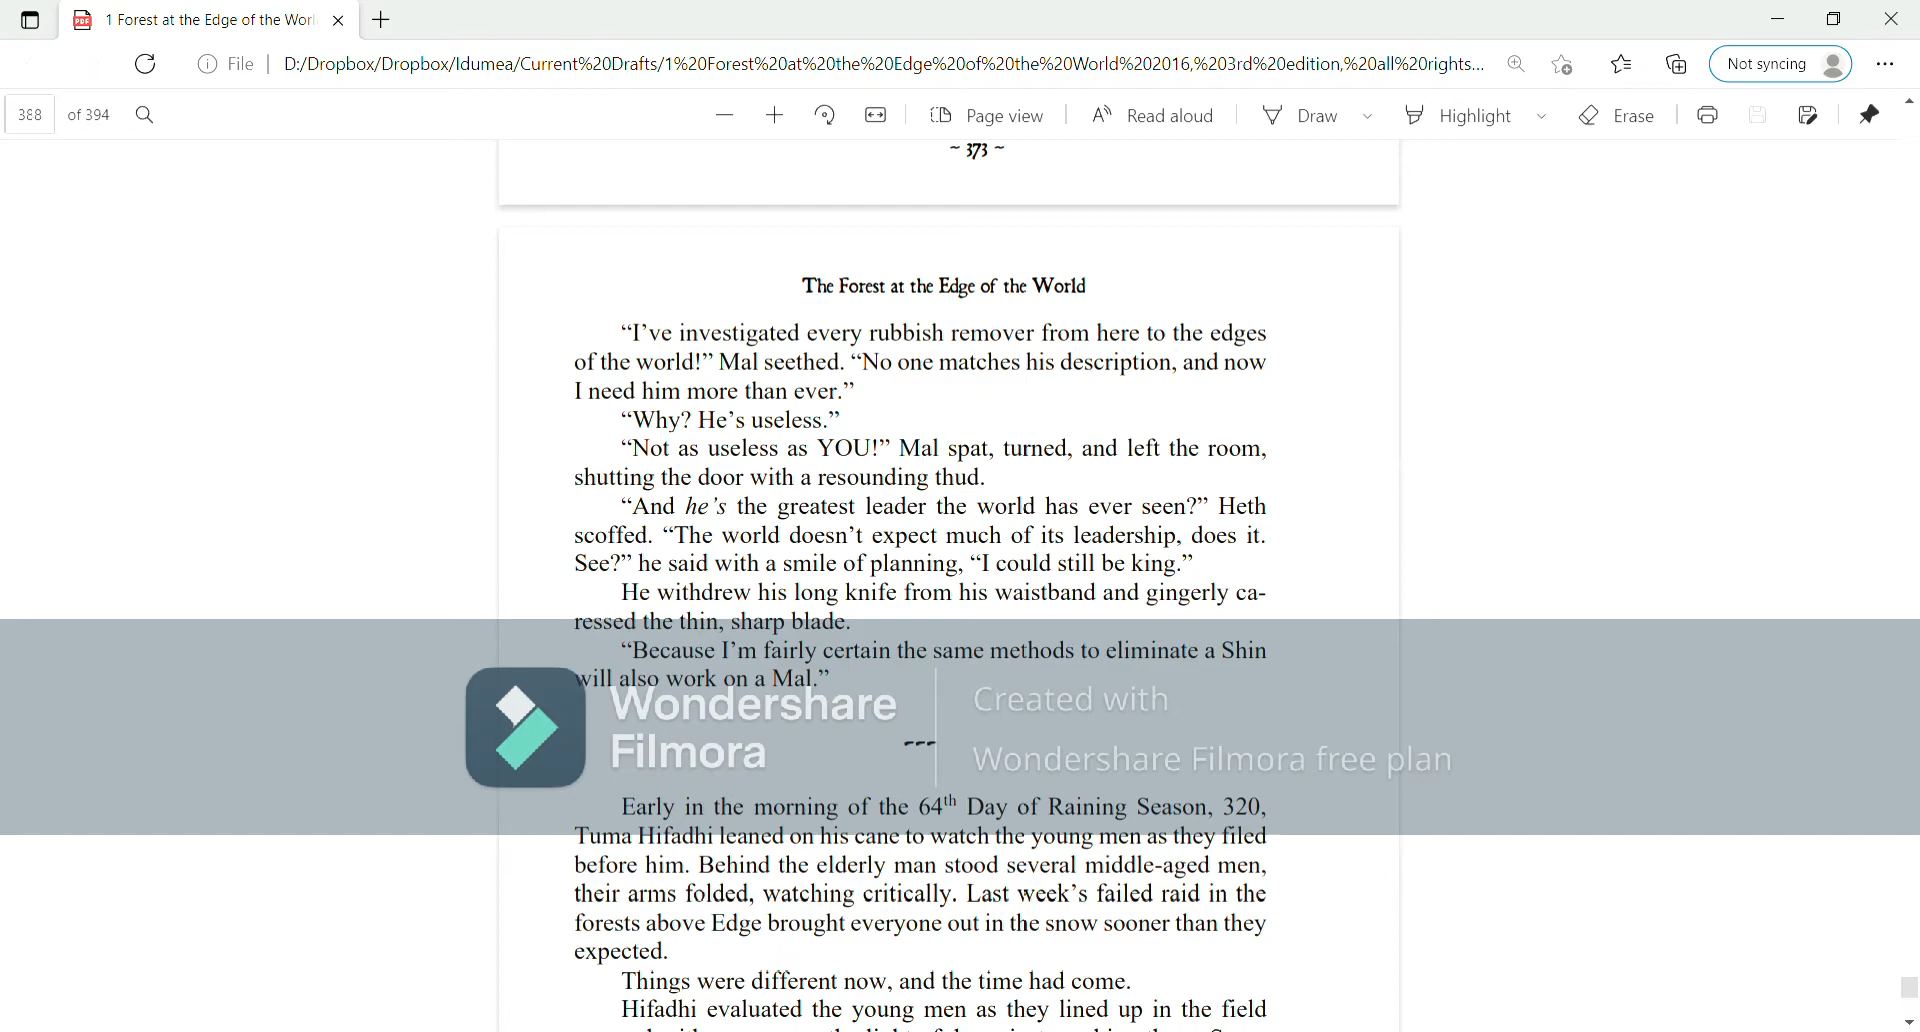 1 Forest at the Edge of the Worl
File
D:/Dropbox/Dropbox/Idumea/Current%20Drafts/1%20Forest%20at%20the%20Edge%20of%20the%20World%202016,%203rd%20edition,%20all%20rights...
Not syncing
388 of 394
Page view
Read aloud
Draw
Highlight
Erase
~ 373 ~
The Forest at the Edge of the World
“I’ve investigated every rubbish remover from here to the edges
of the world!” Mal seethed. “No one matches his description, and now
I need him more than ever.”
“Why? He’s useless.”
“Not as useless as YOU!” Mal spat, turned, and left the room,
shutting the door with a resounding thud.
“And he’s the greatest leader the world has ever seen?” Heth
scoffed. “The world doesn’t expect much of its leadership, does it.
See?” he said with a smile of planning, “I could still be king.”
He withdrew his long knife from his waistband and gingerly ca-
ressed the thin, sharp blade.
“Because I’m fairly certain the same methods to eliminate a Shin
will also work on a Mal.”
---
Wondershare
Filmora
Created with
Wondershare Filmora free plan
Early in the morning of the 64th Day of Raining Season, 320,
Tuma Hifadhi leaned on his cane to watch the young men as they filed
before him. Behind the elderly man stood several middle-aged men,
their arms folded, watching critically. Last week’s failed raid in the
forests above Edge brought everyone out in the snow sooner than they
expected.
Things were different now, and the time had come.
Hifadhi evaluated the young men as they lined up in the field